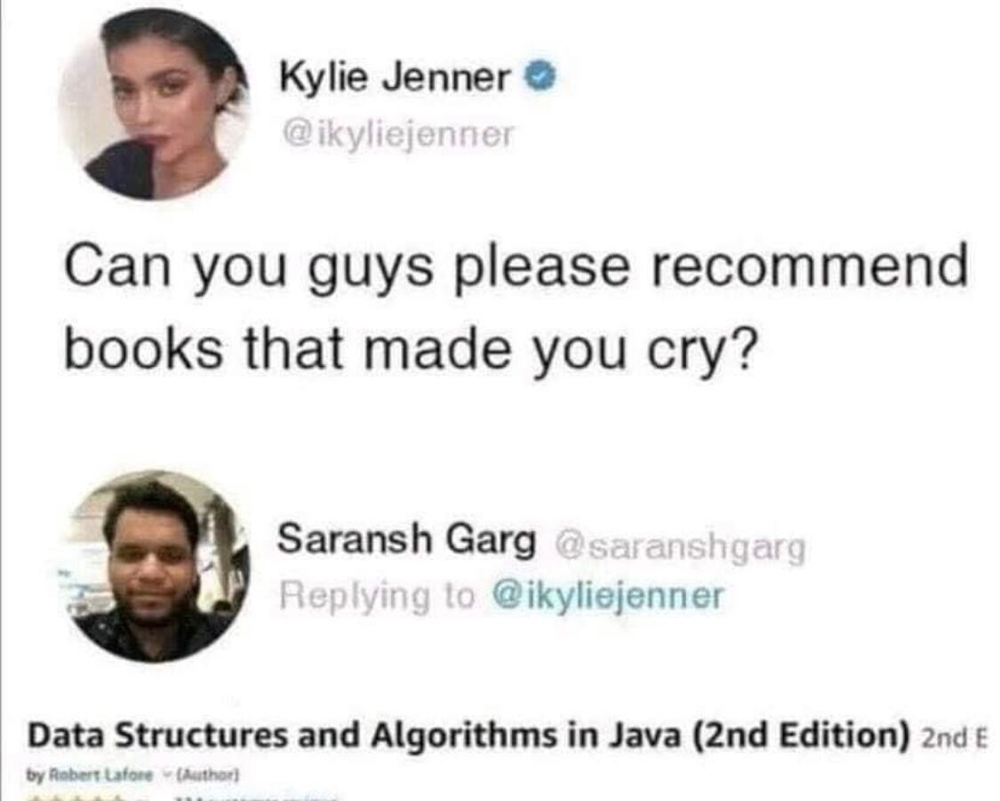 Kylie Jenner
@ikyliejenner
Can you guys please recommend
books that made you cry?
Saransh Garg @saranshgarg
Replying to @ikyliejenner
Data Structures and Algorithms in Java (2nd Edition) 2nd E
by Robert Lafore (Author)